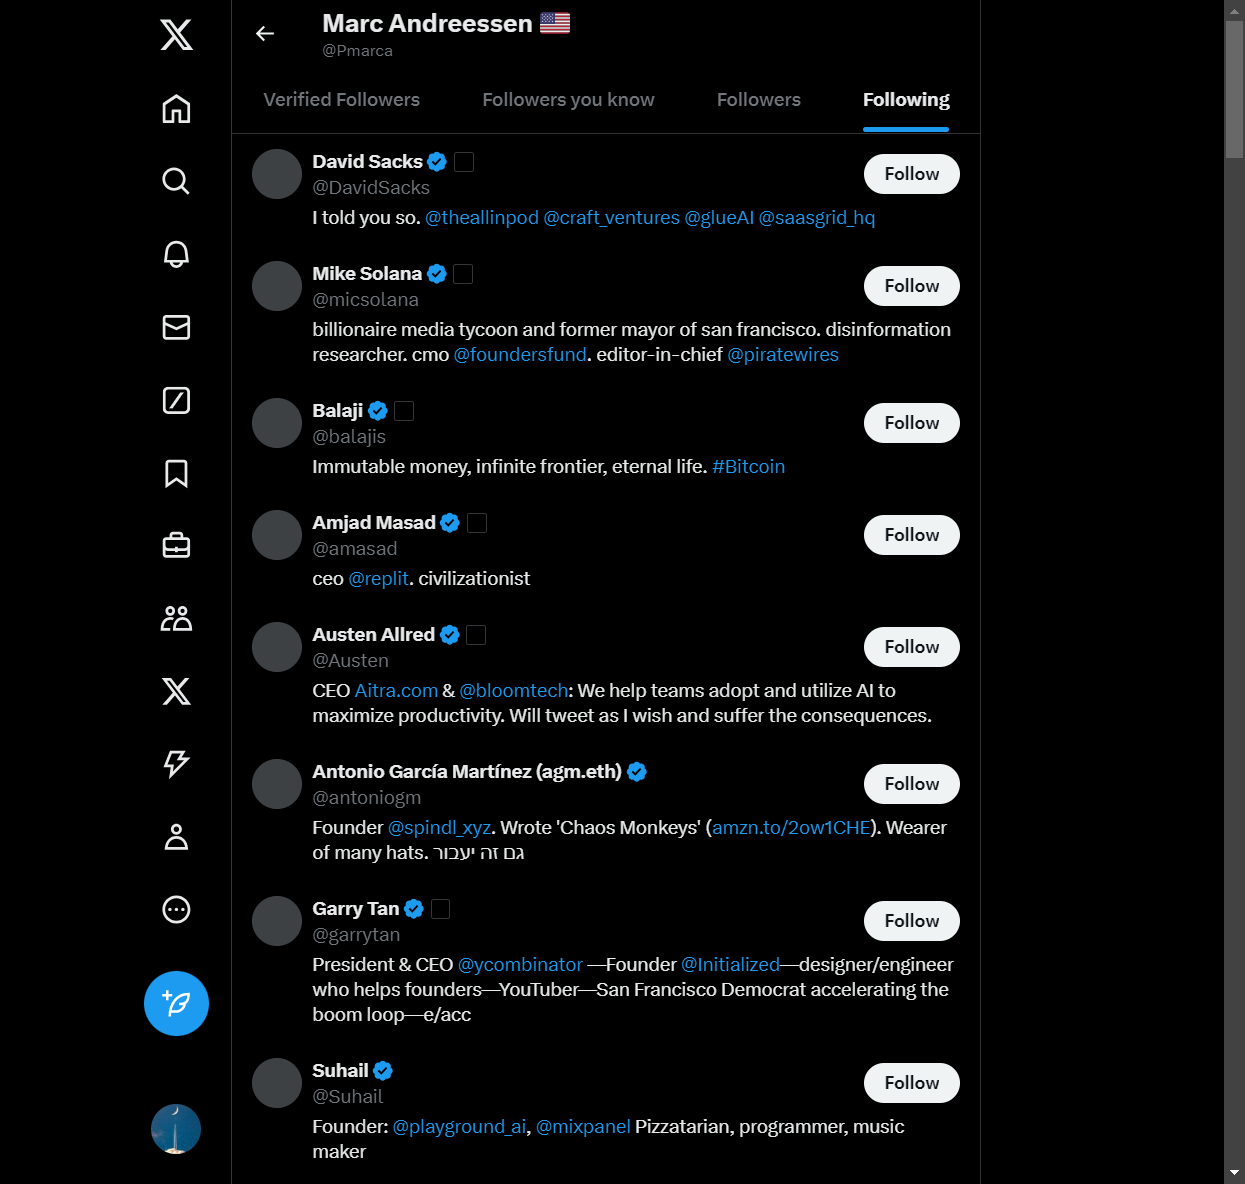 Marc Andreessen
@Pmarca
Verified Followers
Followers you know
Followers
Following
David Sacks
@DavidSacks
Follow
I told you so. @theallinpod @craft_ventures @glueAI @saasgrid_hq
Mike Solana
@micsolana
Follow
billionaire media tycoon and former mayor of san francisco. disinformation
researcher. cmo @foundersfund. editor-in-chief @piratewires
Balaji
@balajis
Follow
Immutable money, infinite frontier, eternal life. #Bitcoin
Amjad Masad
@amasad
Follow
ceo @replit. civilizationist
Austen Allred
@Austen
Follow
CEO Aitra.com & @bloomtech: We help teams adopt and utilize AI to
maximize productivity. Will tweet as I wish and suffer the consequences.
Antonio García Martínez (agm.eth)
@antoniogm
Follow
Founder @spindl_xyz. Wrote 'Chaos Monkeys' (amzn.to/2ow1CHE). Wearer
of many hats. גם זה יעבור
Garry Tan
@garrytan
Follow
President & CEO @ycombinator —Founder @Initialized—designer/engineer
who helps founders—YouTuber—San Francisco Democrat accelerating the
boom loop—e/acc
Suhail
@Suhail
Follow
Founder: @playground_ai, @mixpanel Pizzatarian, programmer, music
maker